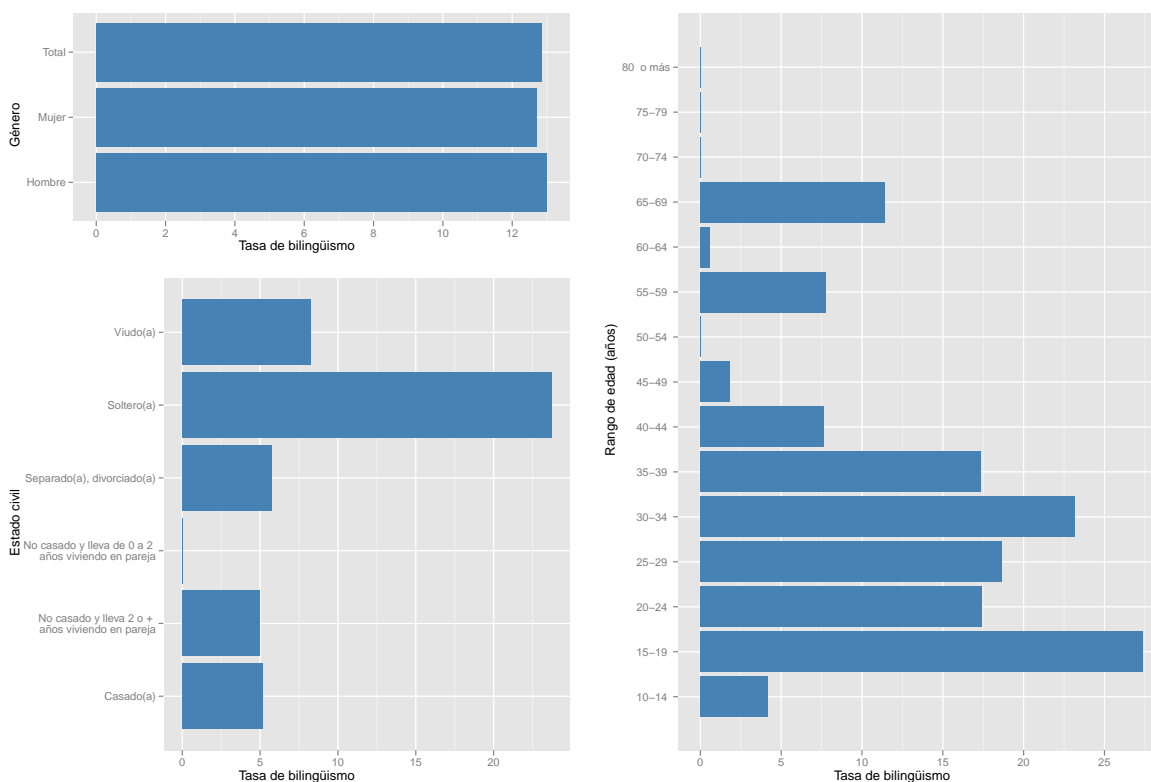 Total
Mujer
Hombre
Género
0 2 4 6 8 10 12
Tasa de bilingüismo
Viudo(a)
Soltero(a)
Separado(a), divorciado(a)
No casado y lleva de 0 a 2
años viviendo en pareja
No casado y lleva 2 o +
años viviendo en pareja
Casado(a)
Estado civil
0 5 10 15 20
Tasa de bilingüismo
80 o más
75−79
70−74
65−69
60−64
55−59
50−54
45−49
40−44
35−39
30−34
25−29
20−24
15−19
10−14
Rango de edad (años)
0 5 10 15 20 25
Tasa de bilingüismo